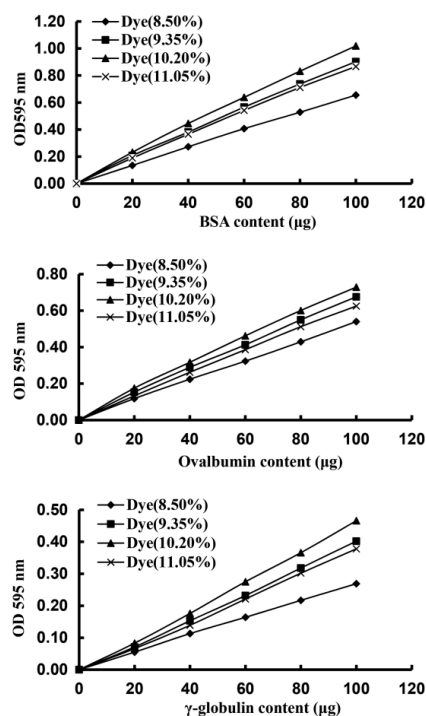 1.20
1.00
0.80
0.60
0.40
0.20
0.00
OD595 nm
Dye(8.50%)
Dye(9.35%)
Dye(10.20%)
Dye(11.05%)
0 20 40 60 80 100 120
BSA content (μg)
0.80
0.60
0.40
0.20
0.00
OD 595 nm
Dye(8.50%)
Dye(9.35%)
Dye(10.20%)
Dye(11.05%)
0 20 40 60 80 100 120
Ovalbumin content (μg)
0.50
0.40
0.30
0.20
0.10
0.00
OD 595 nm
Dye(8.50%)
Dye(9.35%)
Dye(10.20%)
Dye(11.05%)
0 20 40 60 80 100 120
γ-globulin content (μg)